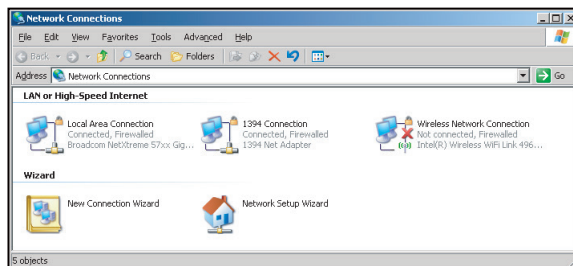 Network Connections
File Edit View Favorites Tools Advanced Help
Back Search Folders
Address Network Connections Go
LAN or High-Speed Internet
Local Area Connection
Connected, Firewalled
Broadcom NetXtreme 57xx Gig...
1394 Connection
Connected, Firewalled
1394 Net Adapter
Wireless Network Connection
Not connected, Firewalled
Intel(R) Wireless WiFi Link 496...
Wizard
New Connection Wizard
Network Setup Wizard
5 objects